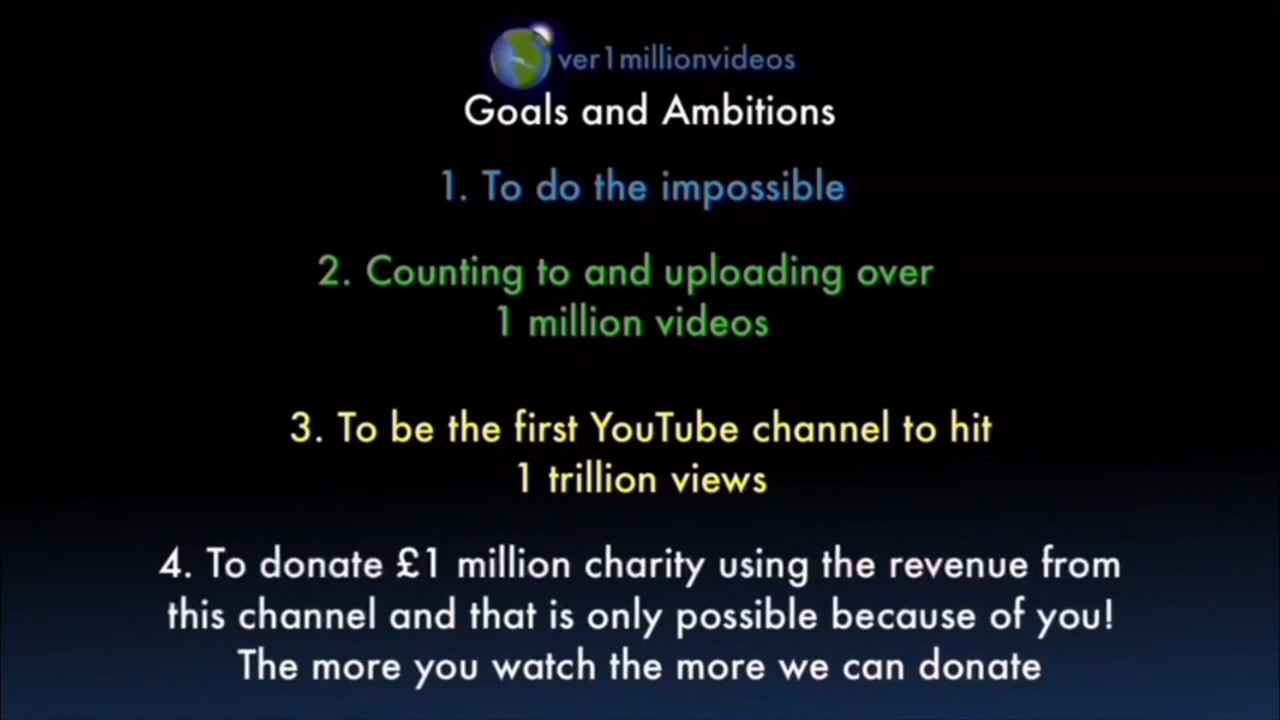 ver1millionvideos
Goals and Ambitions
1. To do the impossible
2. Counting to and uploading over
1 million videos
3. To be the first YouTube channel to hit
1 trillion views
4. To donate £1 million charity using the revenue from
this channel and that is only possible because of you!
The more you watch the more we can donate